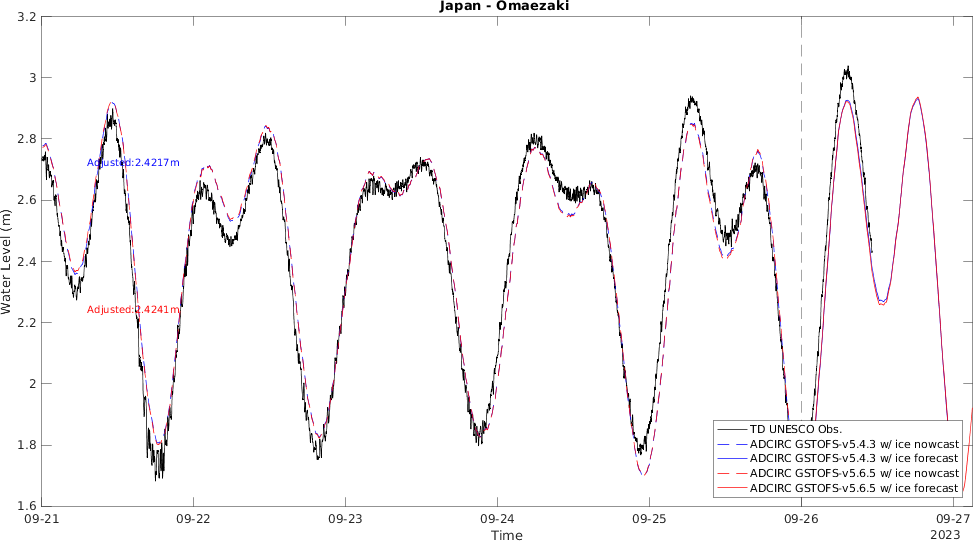 Japan - Omaezaki
3.2
3
2.8
2.6
2.4
2.2
2
1.8
1.6
Water Level (m)
Adjusted:2.4217m
Adjusted:2.4241m
TD UNESCO Obs.
ADCIRC GSTOFS-v5.4.3 w/ ice nowcast
ADCIRC GSTOFS-v5.4.3 w/ ice forecast
ADCIRC GSTOFS-v5.6.5 w/ ice nowcast
ADCIRC GSTOFS-v5.6.5 w/ ice forecast
09-21
09-22
09-23
09-24
09-25
09-26
09-27
Time
2023